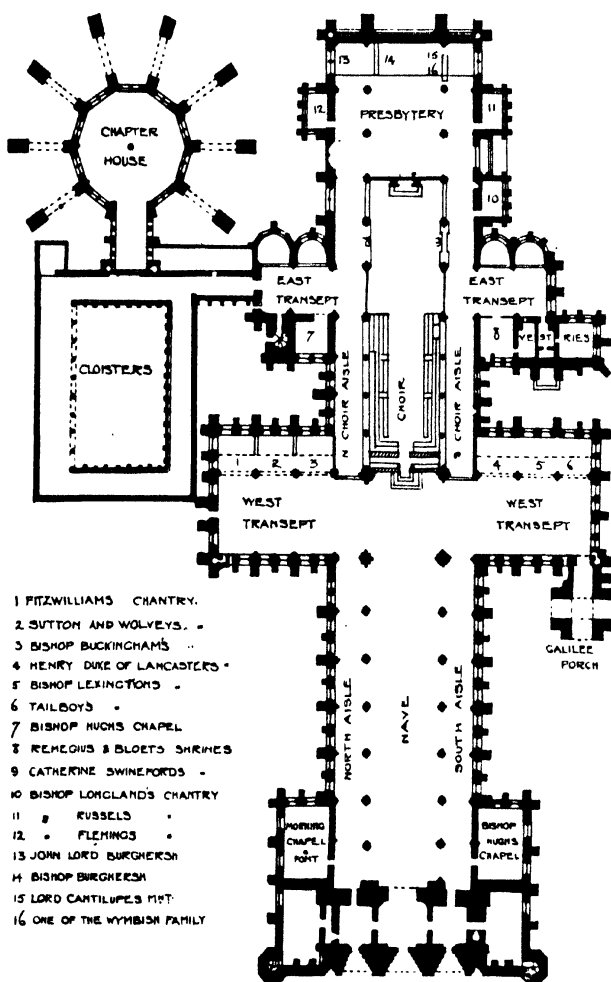 13
14
15
16
12
PRESBYTERY
11
10
CHAPTER
HOUSE
9
EAST
TRANSEPT
EAST
TRANSEPT
7
8
VEST
RIES
CLOISTERS
N CHOIR AISLE
CHOIR
S CHOIR AISLE
1
2
3
4
5
6
WEST
TRANSEPT
WEST
TRANSEPT
GALILEE
PORCH
NORTH AISLE
NAVE
SOUTH AISLE
MORNING
CHAPEL
FONT
BISHOP
HUGHS
CHAPEL
1 FITZWILLIAMS CHANTRY.
2 SUTTON AND WOLVEYS. "
3 BISHOP BUCKINGHAM'S "
4 HENRY DUKE OF LANCASTERS "
5 BISHOP LEXINGTIONS "
6 TAILBOYS "
7 BISHOP HUGHS CHAPEL
8 REMEGIUS & BLOETS SHRINES
9 CATHERINE SWINEFORDS "
10 BISHOP LONGLAND'S CHANTRY
11 " RUSSELS "
12 " FLEMINGS "
13 JOHN LORD BURGHERSH
14 BISHOP BURGHERSH
15 LORD CANTILUPES MNT.
16 ONE OF THE WYMBISH FAMILY